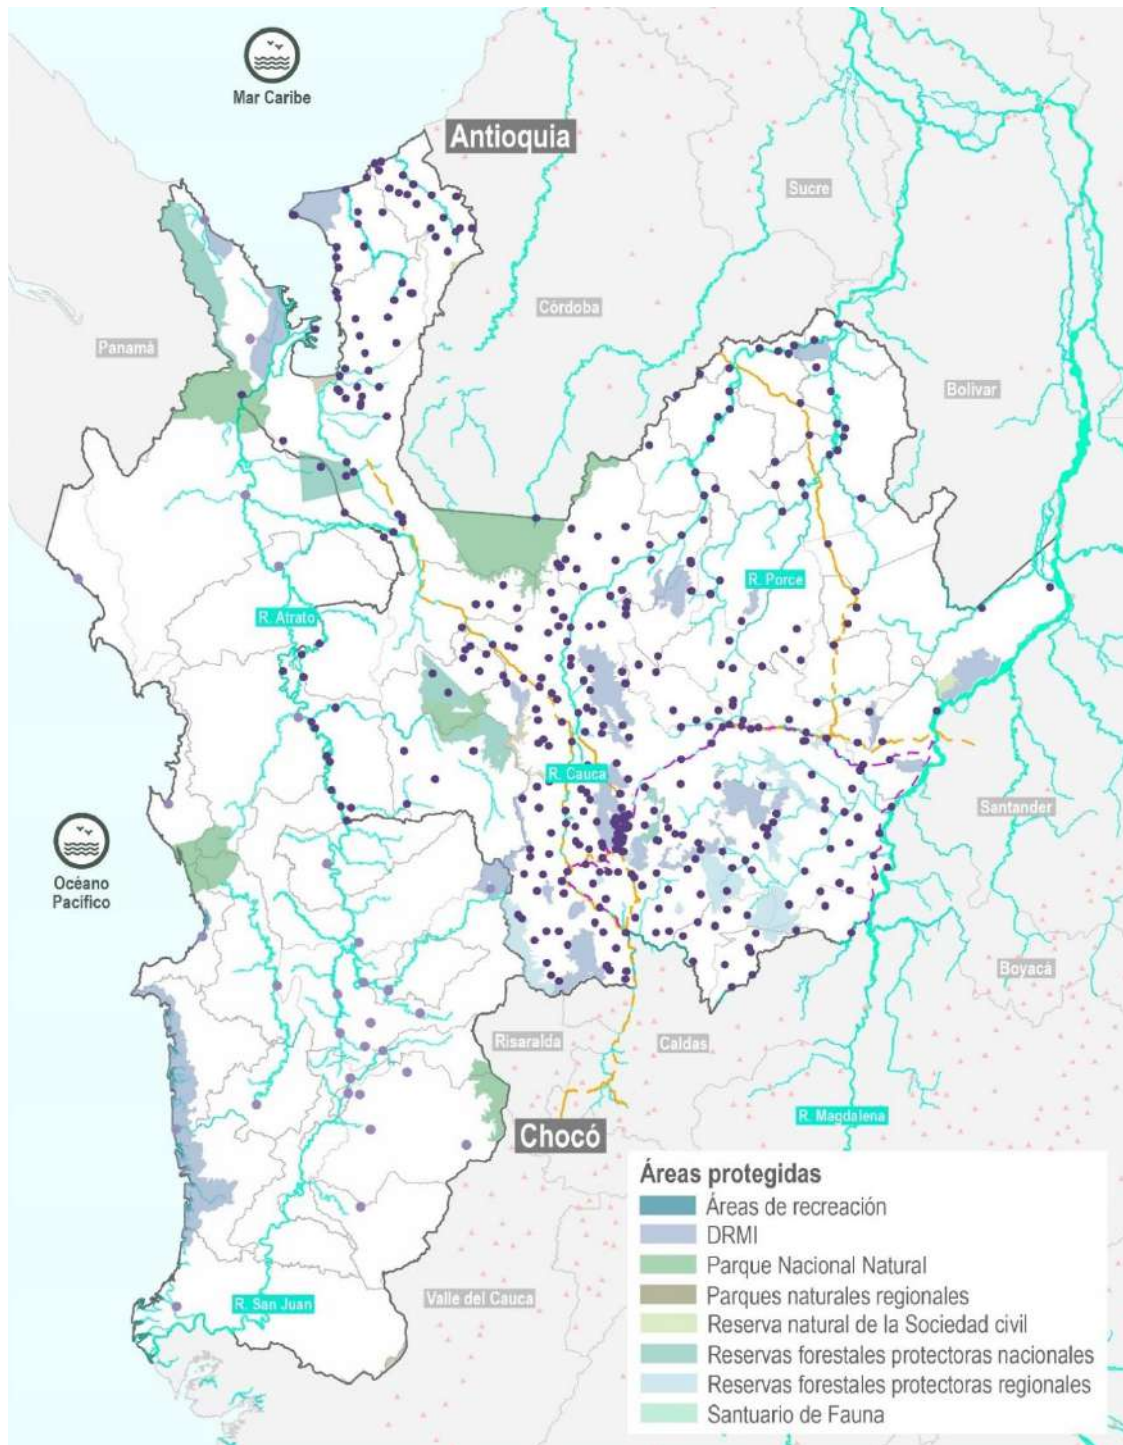 Mar Caribe
Antioquia
Sucre
Córdoba
Panamá
Bolívar
R. Porce
R. Atrato
R. Cauca
Santander
Océano
Pacífico
Boyacá
Risaralda
Caldas
R. Magdalena
Chocó
Valle del Cauca
R. San Juan
Áreas protegidas
Áreas de recreación
DRMI
Parque Nacional Natural
Parques naturales regionales
Reserva natural de la Sociedad civil
Reservas forestales protectoras nacionales
Reservas forestales protectoras regionales
Santuario de Fauna